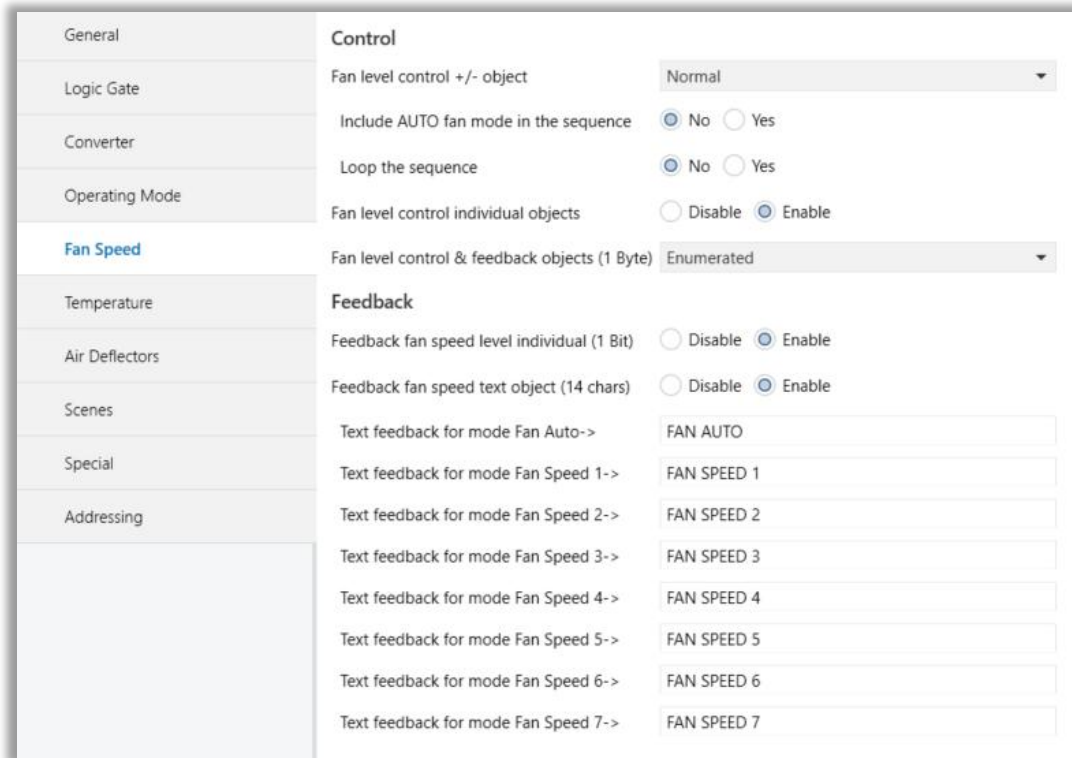 General
Logic Gate
Converter
Operating Mode
Fan Speed
Temperature
Air Deflectors
Scenes
Special
Addressing
Control
Fan level control +/- object Normal
Include AUTO fan mode in the sequence No Yes
Loop the sequence No Yes
Fan level control individual objects Disable Enable
Fan level control & feedback objects (1 Byte) Enumerated
Feedback
Feedback fan speed level individual (1 Bit) Disable Enable
Feedback fan speed text object (14 chars) Disable Enable
Text feedback for mode Fan Auto-> FAN AUTO
Text feedback for mode Fan Speed 1-> FAN SPEED 1
Text feedback for mode Fan Speed 2-> FAN SPEED 2
Text feedback for mode Fan Speed 3-> FAN SPEED 3
Text feedback for mode Fan Speed 4-> FAN SPEED 4
Text feedback for mode Fan Speed 5-> FAN SPEED 5
Text feedback for mode Fan Speed 6-> FAN SPEED 6
Text feedback for mode Fan Speed 7-> FAN SPEED 7